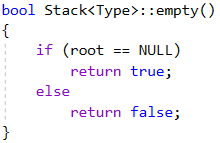 bool Stack<Type>::empty()
{
    if (root == NULL)
        return true;
    else
        return false;
}